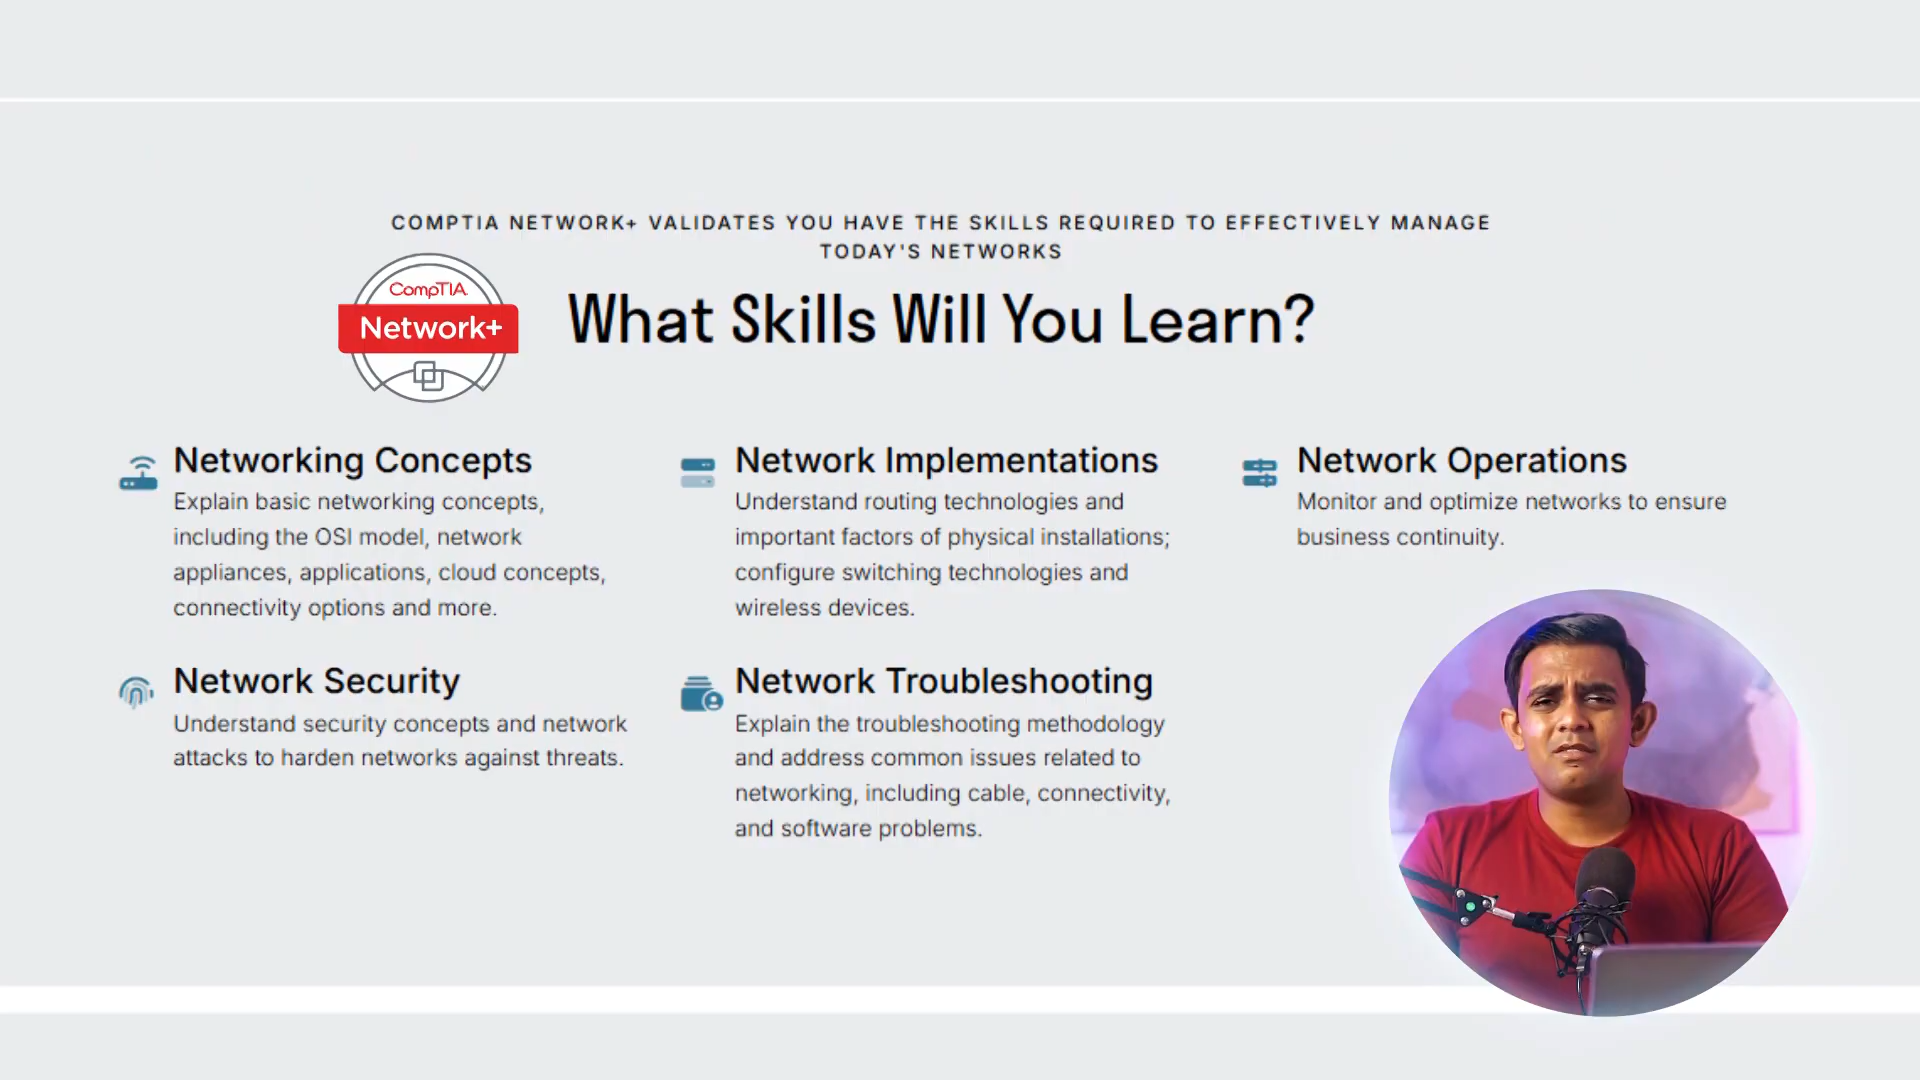 COMPTIA NETWORK+ VALIDATES YOU HAVE THE SKILLS REQUIRED TO EFFECTIVELY MANAGE
TODAY'S NETWORKS
CompTIA.
Network+
What Skills Will You Learn?
Networking Concepts
Explain basic networking concepts,
including the OSI model, network
appliances, applications, cloud concepts,
connectivity options and more.
Network Implementations
Understand routing technologies and
important factors of physical installations;
configure switching technologies and
wireless devices.
Network Operations
Monitor and optimize networks to ensure
business continuity.
Network Security
Understand security concepts and network
attacks to harden networks against threats.
Network Troubleshooting
Explain the troubleshooting methodology
and address common issues related to
networking, including cable, connectivity,
and software problems.